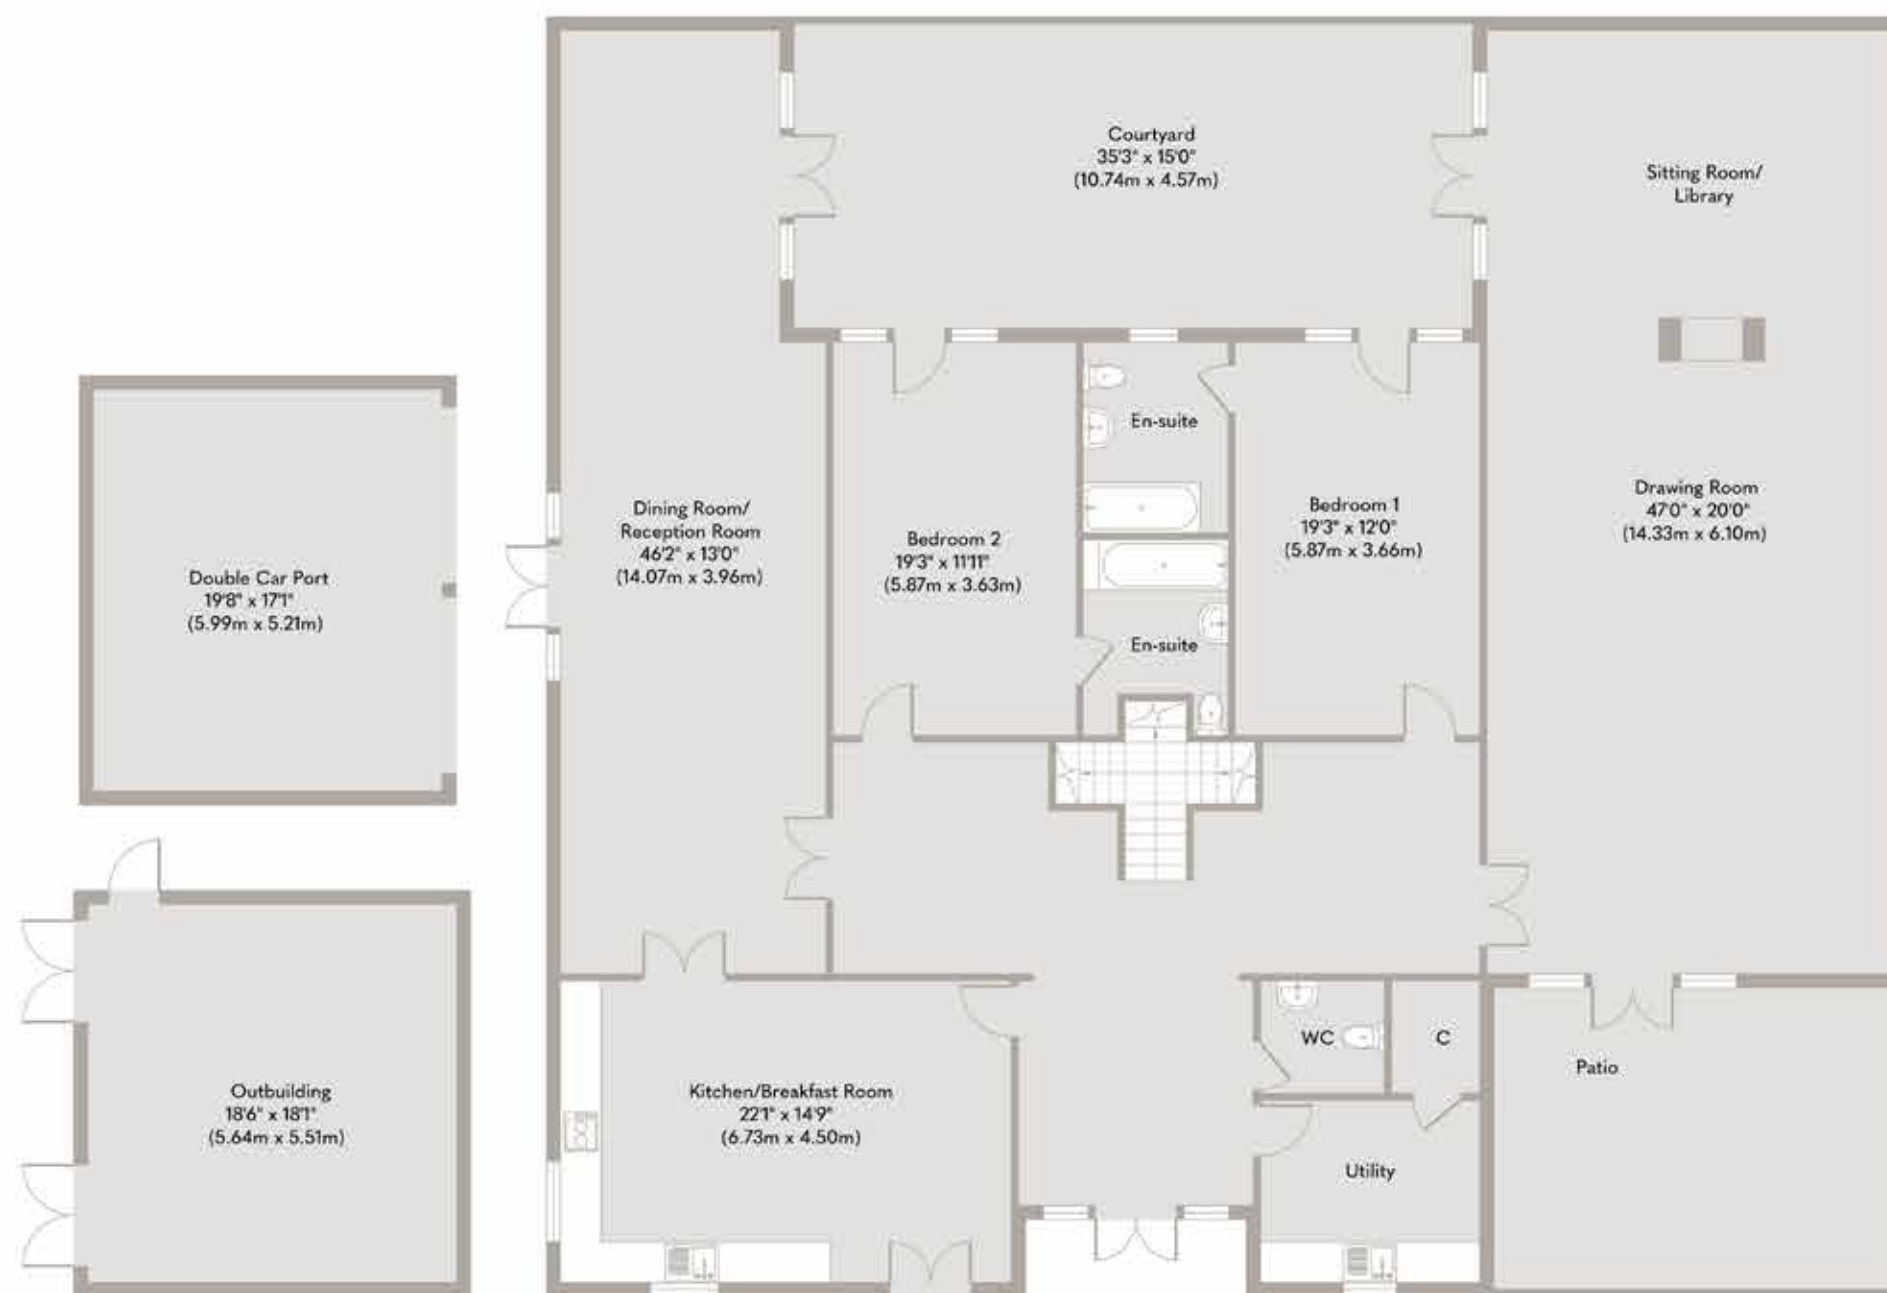 Courtyard
35'3" x 15'0"
(10.74m x 4.57m)
Sitting Room/
Library
En-suite
Dining Room/
Reception Room
46'2" x 13'0"
(14.07m x 3.96m)
Bedroom 2
19'3" x 11'11"
(5.87m x 3.63m)
Bedroom 1
19'3" x 12'0"
(5.87m x 3.66m)
Drawing Room
47'0" x 20'0"
(14.33m x 6.10m)
Double Car Port
19'8" x 17'1"
(5.99m x 5.21m)
En-suite
WC
C
Patio
Outbuilding
18'6" x 18'1"
(5.64m x 5.51m)
Kitchen/Breakfast Room
22'1" x 14'9"
(6.73m x 4.50m)
Utility